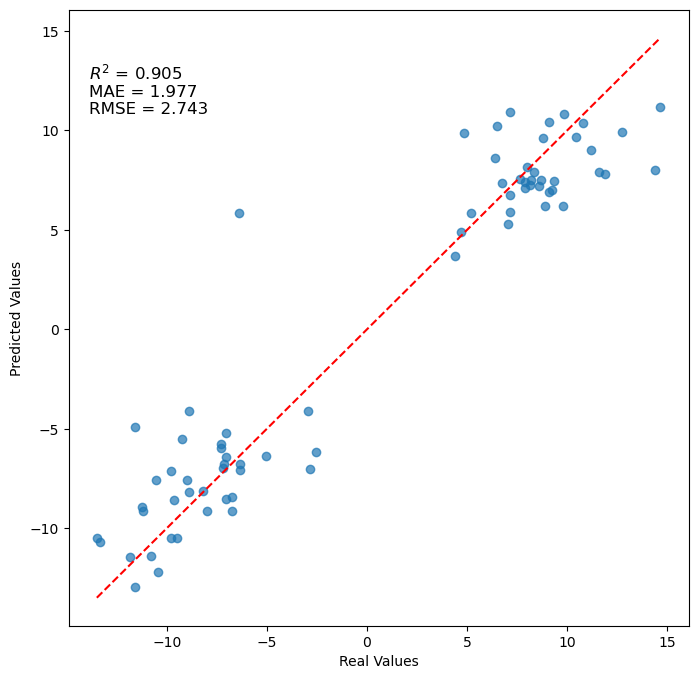 R² = 0.905
MAE = 1.977
RMSE = 2.743
15
10
5
0
−5
−10
Predicted Values
−10 −5 0 5 10 15
Real Values